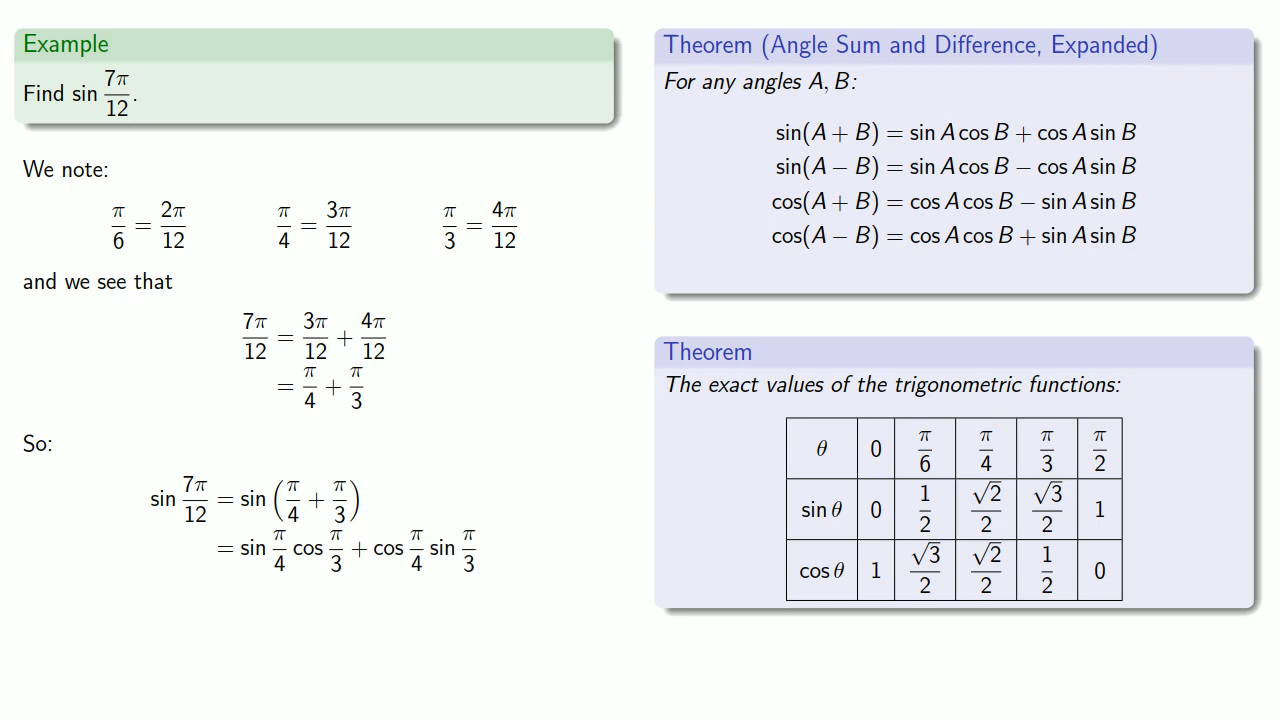 Example
Find sin 7π/12.
We note:
π/6 = 2π/12 π/4 = 3π/12 π/3 = 4π/12
and we see that
7π/12 = 3π/12 + 4π/12
= π/4 + π/3
So:
sin 7π/12 = sin (π/4 + π/3)
= sin π/4 cos π/3 + cos π/4 sin π/3
Theorem (Angle Sum and Difference, Expanded)
For any angles A, B:
sin(A + B) = sin A cos B + cos A sin B
sin(A − B) = sin A cos B − cos A sin B
cos(A + B) = cos A cos B − sin A sin B
cos(A − B) = cos A cos B + sin A sin B
Theorem
The exact values of the trigonometric functions:
θ 0 π/6 π/4 π/3 π/2
sin θ 0 1/2 √2/2 √3/2 1
cos θ 1 √3/2 √2/2 1/2 0